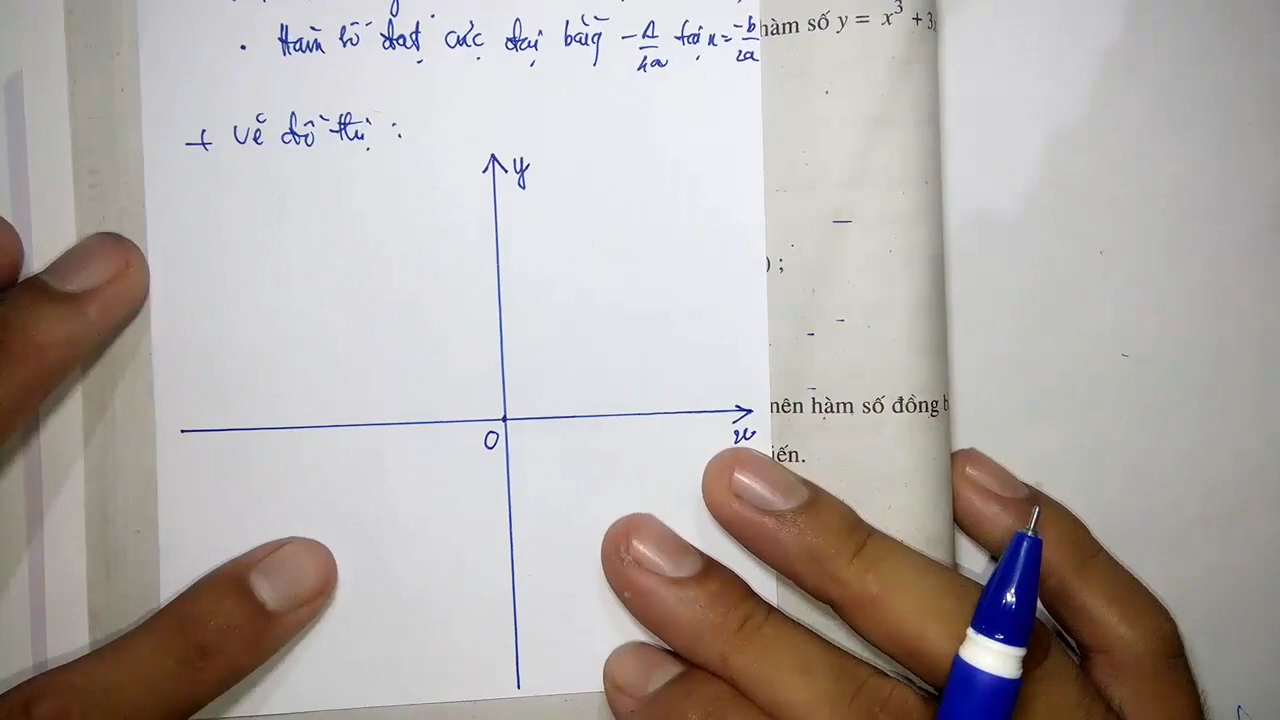 . Hàm số đạt cực đại bằng -Δ/4a tại x = -b/2a
hàm số y = x³ + 3
+ Vẽ đồ thị :
y
) ;
nên hàm số đồng b
iến.
O
x